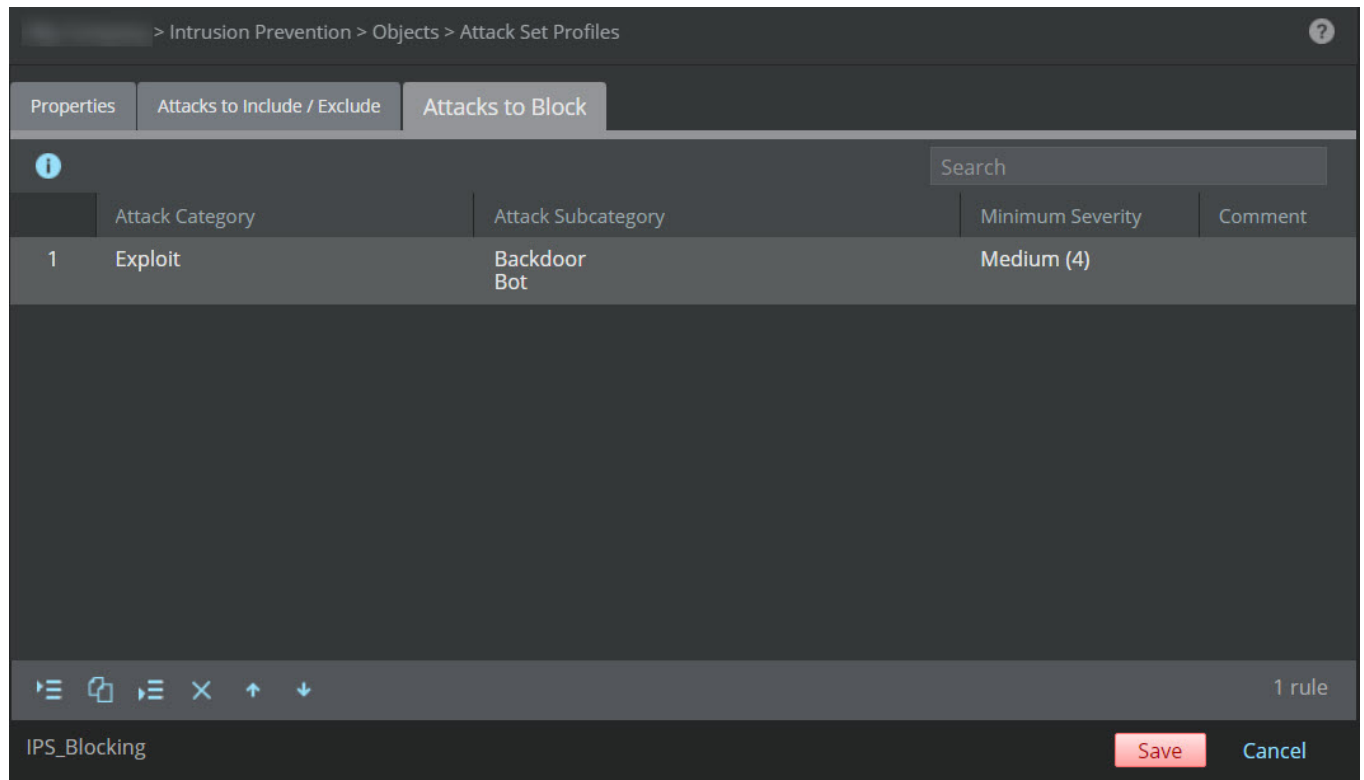 > Intrusion Prevention > Objects > Attack Set Profiles
?
Properties Attacks to Include / Exclude Attacks to Block
i
Search
Attack Category Attack Subcategory Minimum Severity Comment
1 Exploit Backdoor Medium (4)
Bot
1 rule
IPS_Blocking Save Cancel